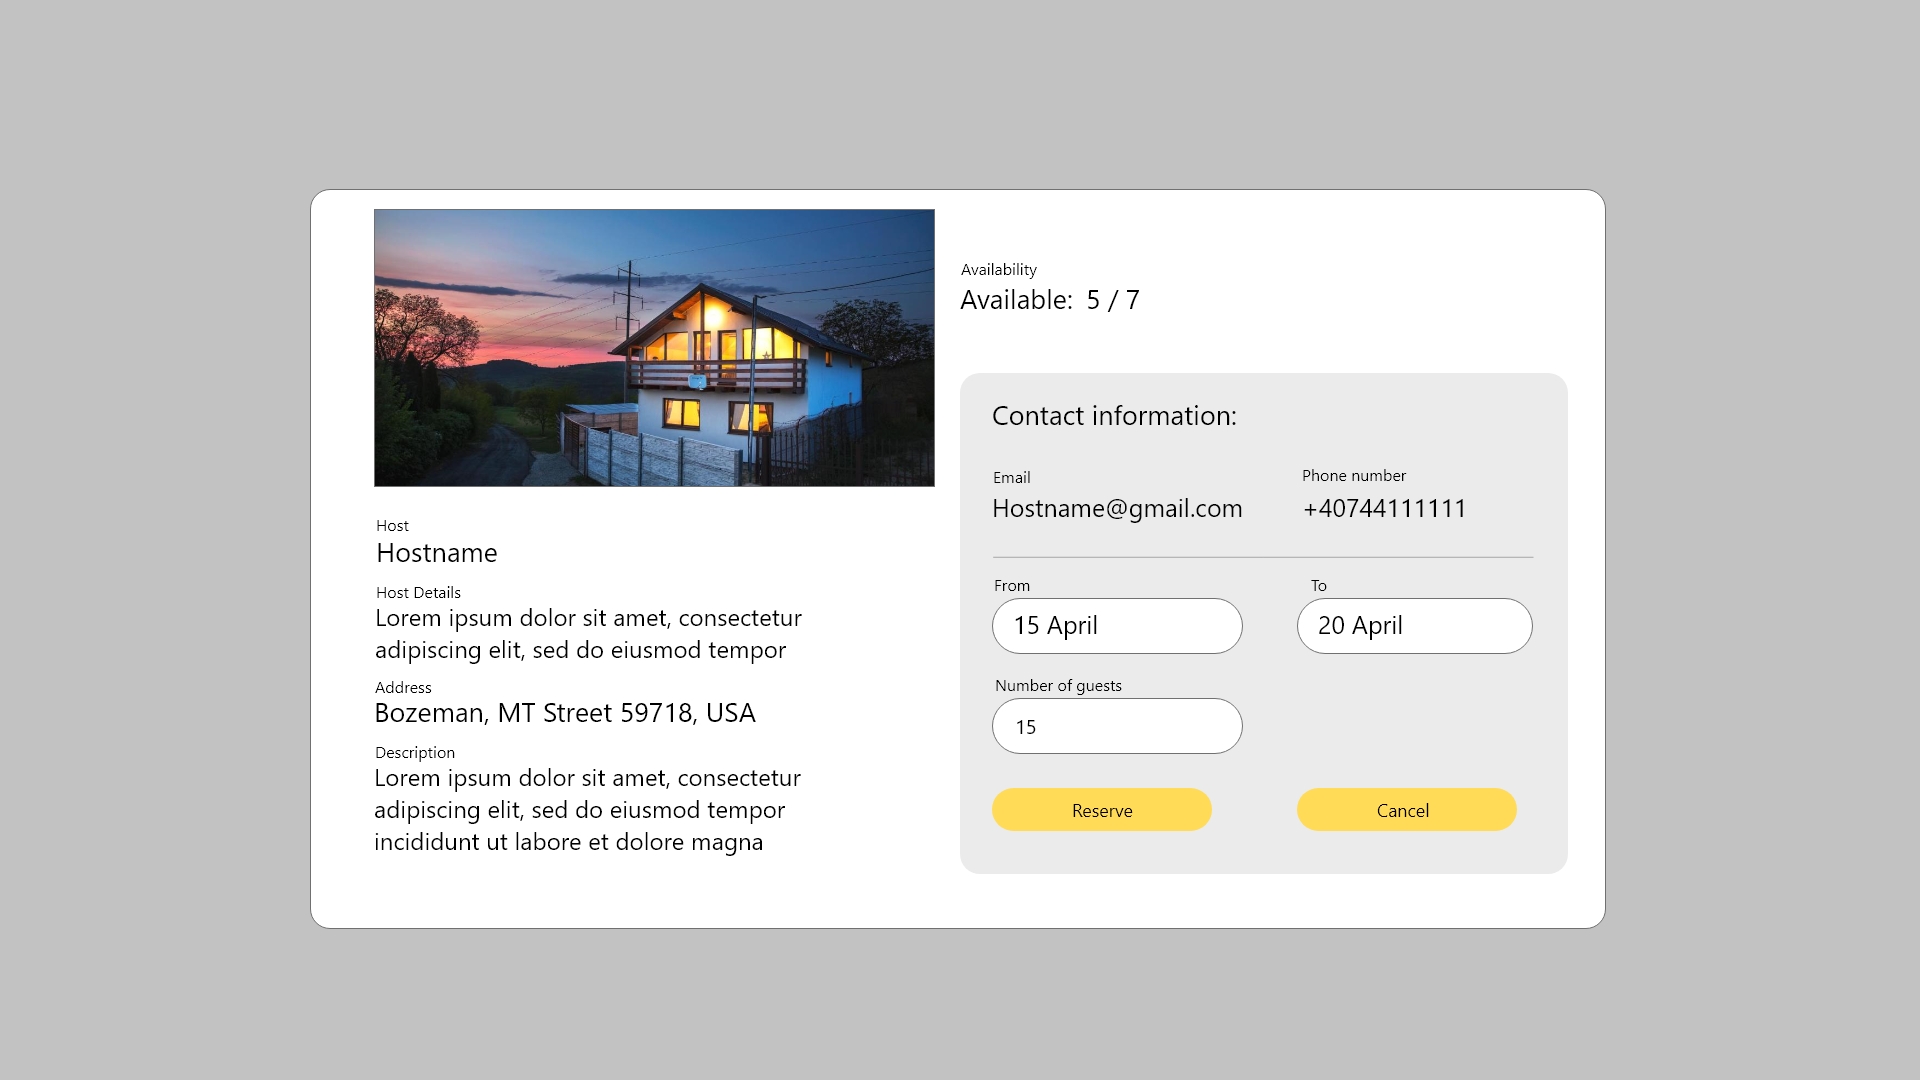 Host
Hostname
Host Details
Lorem ipsum dolor sit amet, consectetur
adipiscing elit, sed do eiusmod tempor
Address
Bozeman, MT Street 59718, USA
Description
Lorem ipsum dolor sit amet, consectetur
adipiscing elit, sed do eiusmod tempor
incididunt ut labore et dolore magna
Availability
Available:  5 / 7
Contact information:
Email
Hostname@gmail.com
Phone number
+40744111111
From
15 April
To
20 April
Number of guests
15
Reserve
Cancel